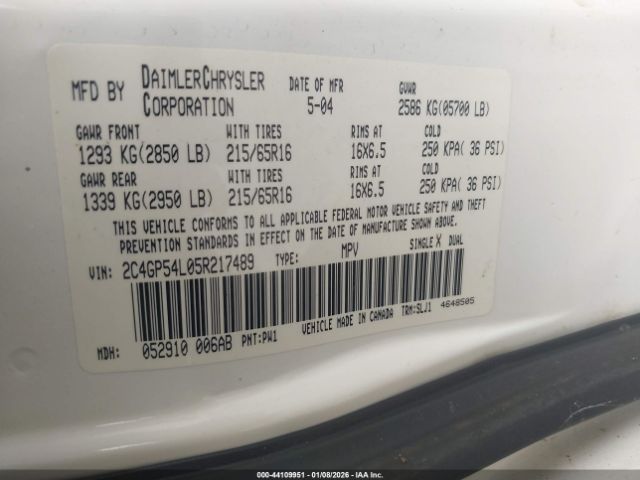 MFD BY DAIMLERCHRYSLER CORPORATION DATE OF MFR 5-04 GVWR 2586 KG(05700 LB)
GAWR FRONT WITH TIRES RIMS AT COLD
1293 KG(2850 LB) 215/65R16 16X6.5 250 KPA( 36 PSI)
GAWR REAR WITH TIRES RIMS AT COLD
1339 KG(2950 LB) 215/65R16 16X6.5 250 KPA( 36 PSI)
THIS VEHICLE CONFORMS TO ALL APPLICABLE FEDERAL MOTOR VEHICLE SAFETY AND THEFT
PREVENTION STANDARDS IN EFFECT ON THE DATE OF MANUFACTURE SHOWN ABOVE.
VIN: 2C4GP54L05R217489 TYPE: MPV SINGLE X DUAL
VEHICLE MADE IN CANADA TRM:SLJ1 4648505
MDH: 052910 006AB PNT:PW1
000-44109951 - 01/08/2026 - IAA Inc.